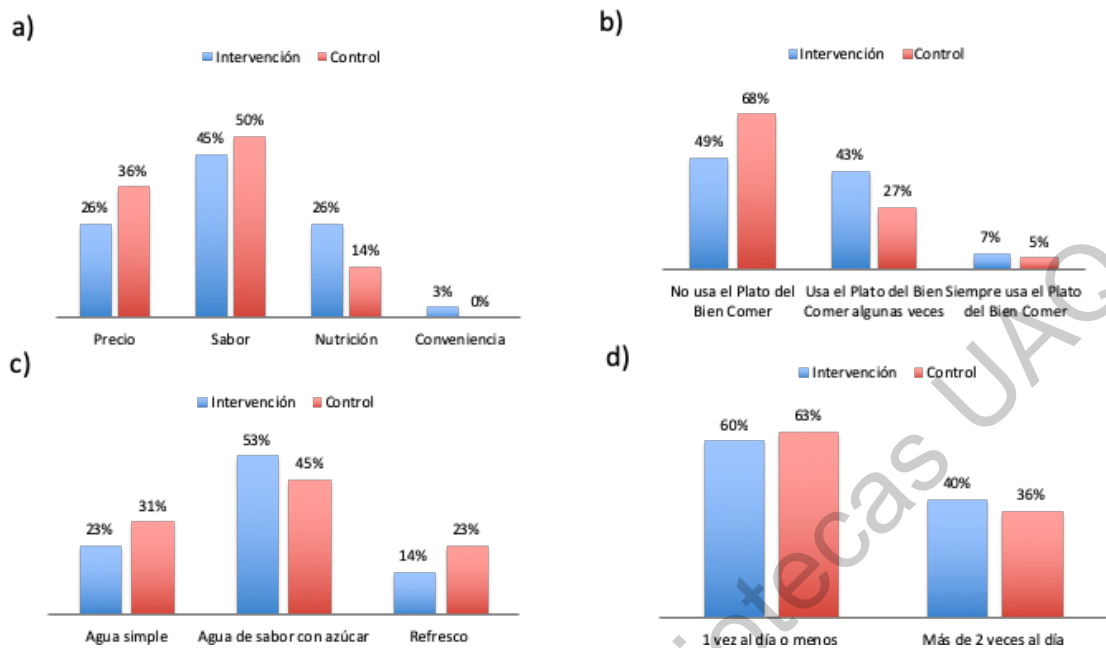 a)
Intervención Control
26% 36% 45% 50% 26% 14% 3% 0%
Precio Sabor Nutrición Conveniencia
b)
Intervención Control
49% 68% 43% 27% 7% 5%
No usa el Plato del Usa el Plato del Bien Siempre usa el Plato
Bien Comer Comer algunas veces del Bien Comer
c)
Intervención Control
23% 31% 53% 45% 14% 23%
Agua simple Agua de sabor con azúcar Refresco
d)
Intervención Control
60% 63% 40% 36%
1 vez al día o menos Más de 2 veces al día